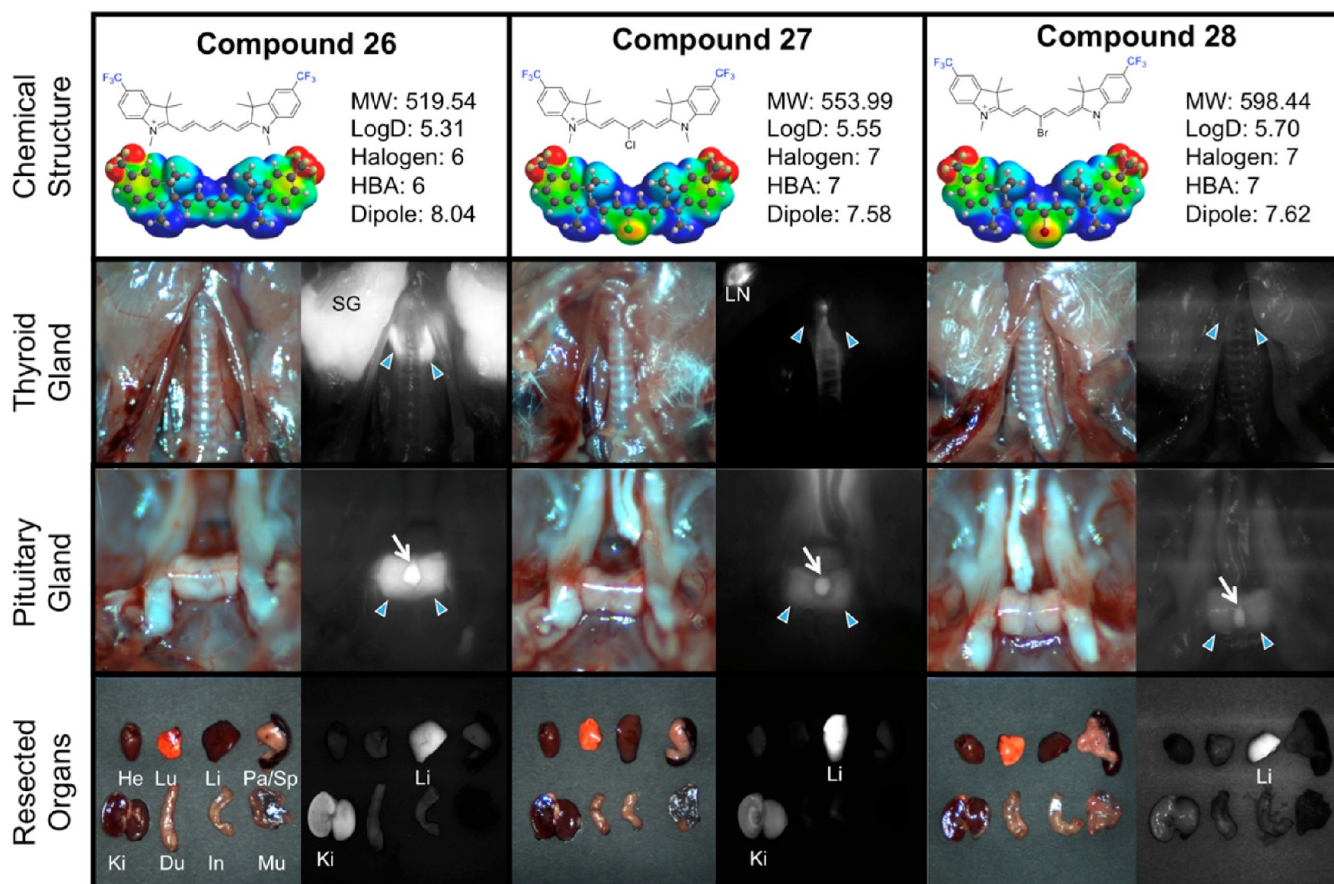 Compound 26
Compound 27
Compound 28
Chemical
Structure
F3C
CF3
N+
N
MW: 519.54
LogD: 5.31
Halogen: 6
HBA: 6
Dipole: 8.04
F3C
CF3
N+
N
Cl
MW: 553.99
LogD: 5.55
Halogen: 7
HBA: 7
Dipole: 7.58
F3C
CF3
N+
N
Br
MW: 598.44
LogD: 5.70
Halogen: 7
HBA: 7
Dipole: 7.62
Thyroid
Gland
SG
LN
Pituitary
Gland
Resected
Organs
He Lu Li Pa/Sp
Ki Du In Mu
Li
Ki
Li
Ki
Li